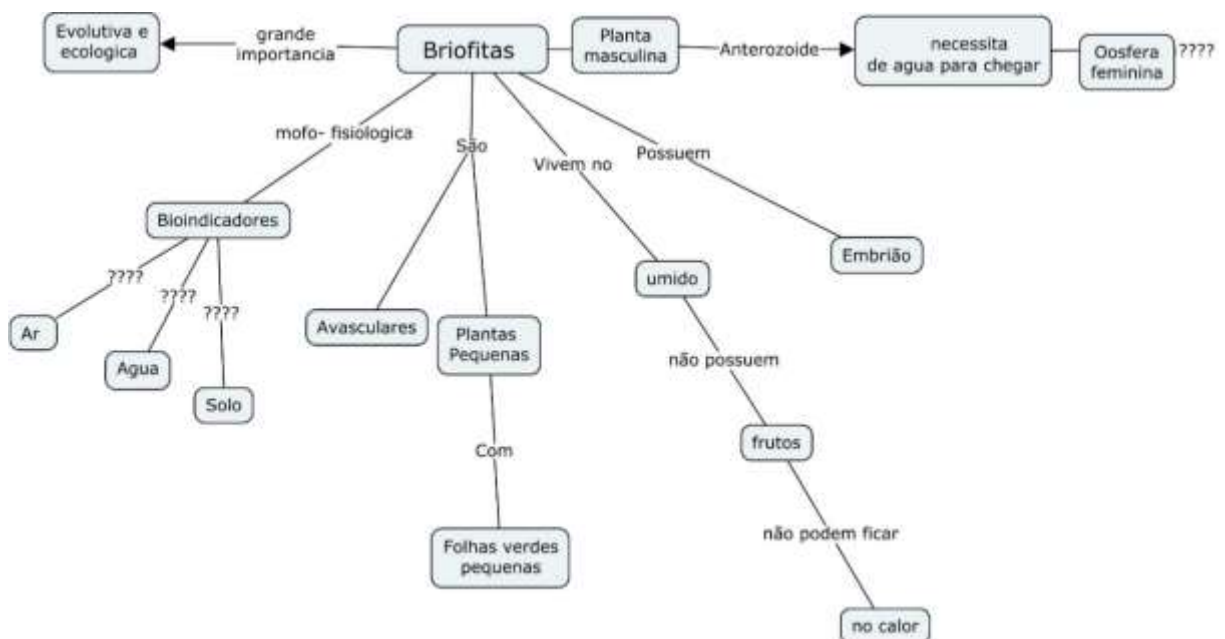 Evolutiva e
ecologica
grande
importancia
Briofitas
Planta
masculina
Anterozoide
necessita
de agua para chegar
Oosfera
feminina
????
mofo- fisiologica
São
Vivem no
Possuem
Bioindicadores
Embrião
umido
????
????
????
Ar
Agua
Solo
Avasculares
Plantas
Pequenas
não possuem
Com
frutos
não podem ficar
Folhas verdes
pequenas
no calor